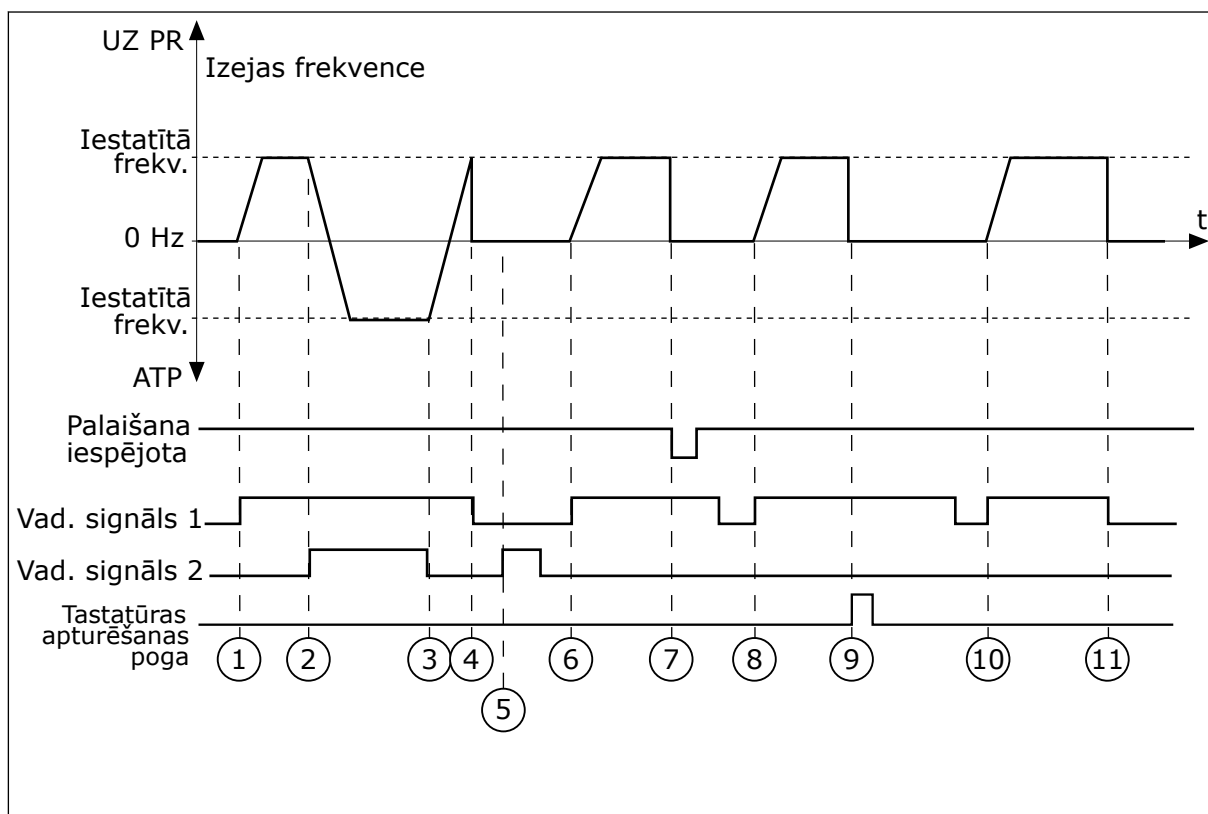 UZ PR
Izejas frekvence
Iestatītā
frekv.
0 Hz
t
Iestatītā
frekv.
ATP
Palaišana
iespējota
Vad. signāls 1
Vad. signāls 2
Tastatūras
apturēšanas
poga
1 2 3 4 6 7 8 9 10 11
5